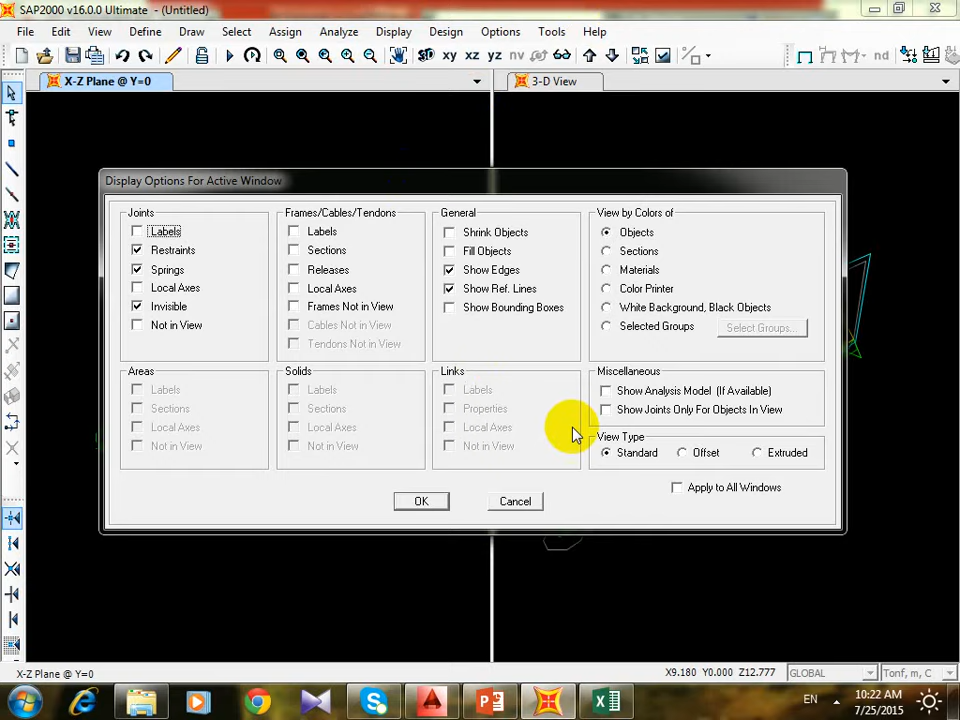 SAP2000 v16.0.0 Ultimate - (Untitled)
File Edit View Define Draw Select Assign Analyze Display Design Options Tools Help
3D xy xz yz nv nd
X-Z Plane @ Y=0
3-D View
Display Options For Active Window
Joints
Labels
Restraints
Springs
Local Axes
Invisible
Not in View
Frames/Cables/Tendons
Labels
Sections
Releases
Local Axes
Frames Not in View
Cables Not in View
Tendons Not in View
General
Shrink Objects
Fill Objects
Show Edges
Show Ref. Lines
Show Bounding Boxes
View by Colors of
Objects
Sections
Materials
Color Printer
White Background, Black Objects
Selected Groups
Select Groups...
Areas
Labels
Sections
Local Axes
Not in View
Solids
Labels
Sections
Local Axes
Not in View
Links
Labels
Properties
Local Axes
Not in View
Miscellaneous
Show Analysis Model (If Available)
Show Joints Only For Objects In View
View Type
Standard
Offset
Extruded
Apply to All Windows
OK
Cancel
X-Z Plane @ Y=0
X9.180 Y0.000 Z12.777
GLOBAL
Tonf, m, C
EN
10:22 AM
7/25/2015